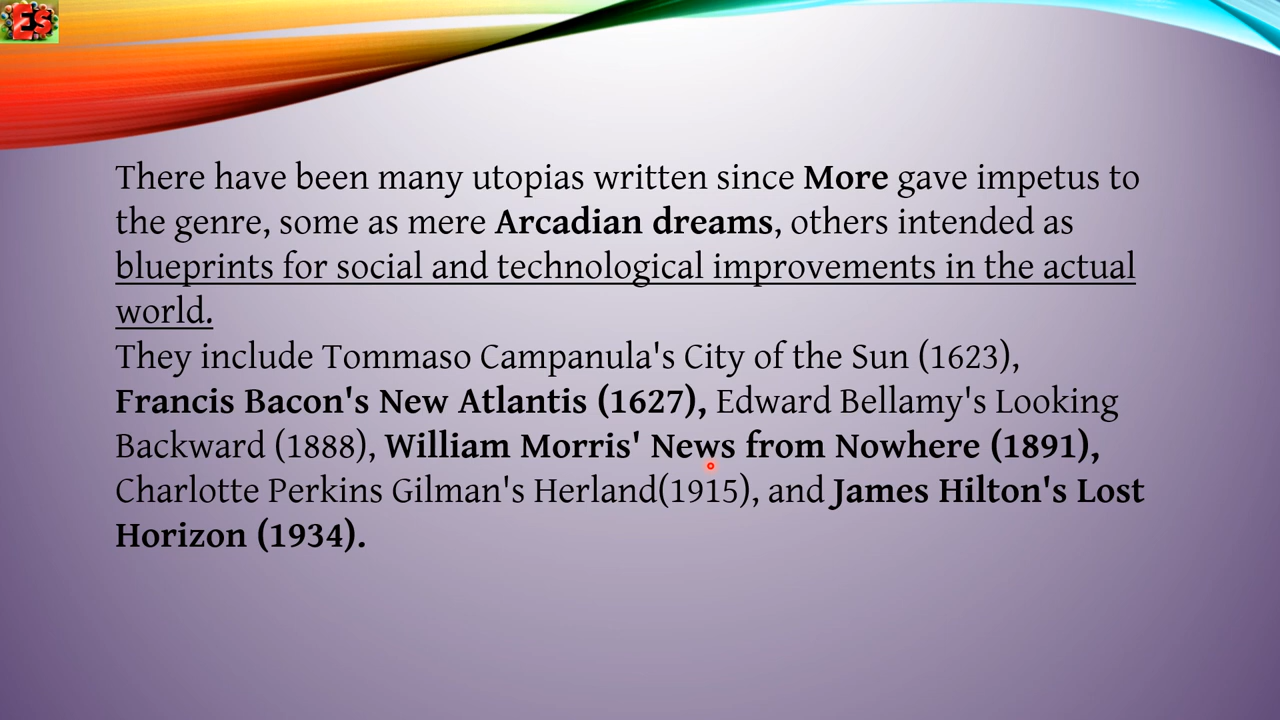 ES
There have been many utopias written since More gave impetus to
the genre, some as mere Arcadian dreams, others intended as
blueprints for social and technological improvements in the actual
world.
They include Tommaso Campanula's City of the Sun (1623),
Francis Bacon's New Atlantis (1627), Edward Bellamy's Looking
Backward (1888), William Morris' News from Nowhere (1891),
Charlotte Perkins Gilman's Herland(1915), and James Hilton's Lost
Horizon (1934).